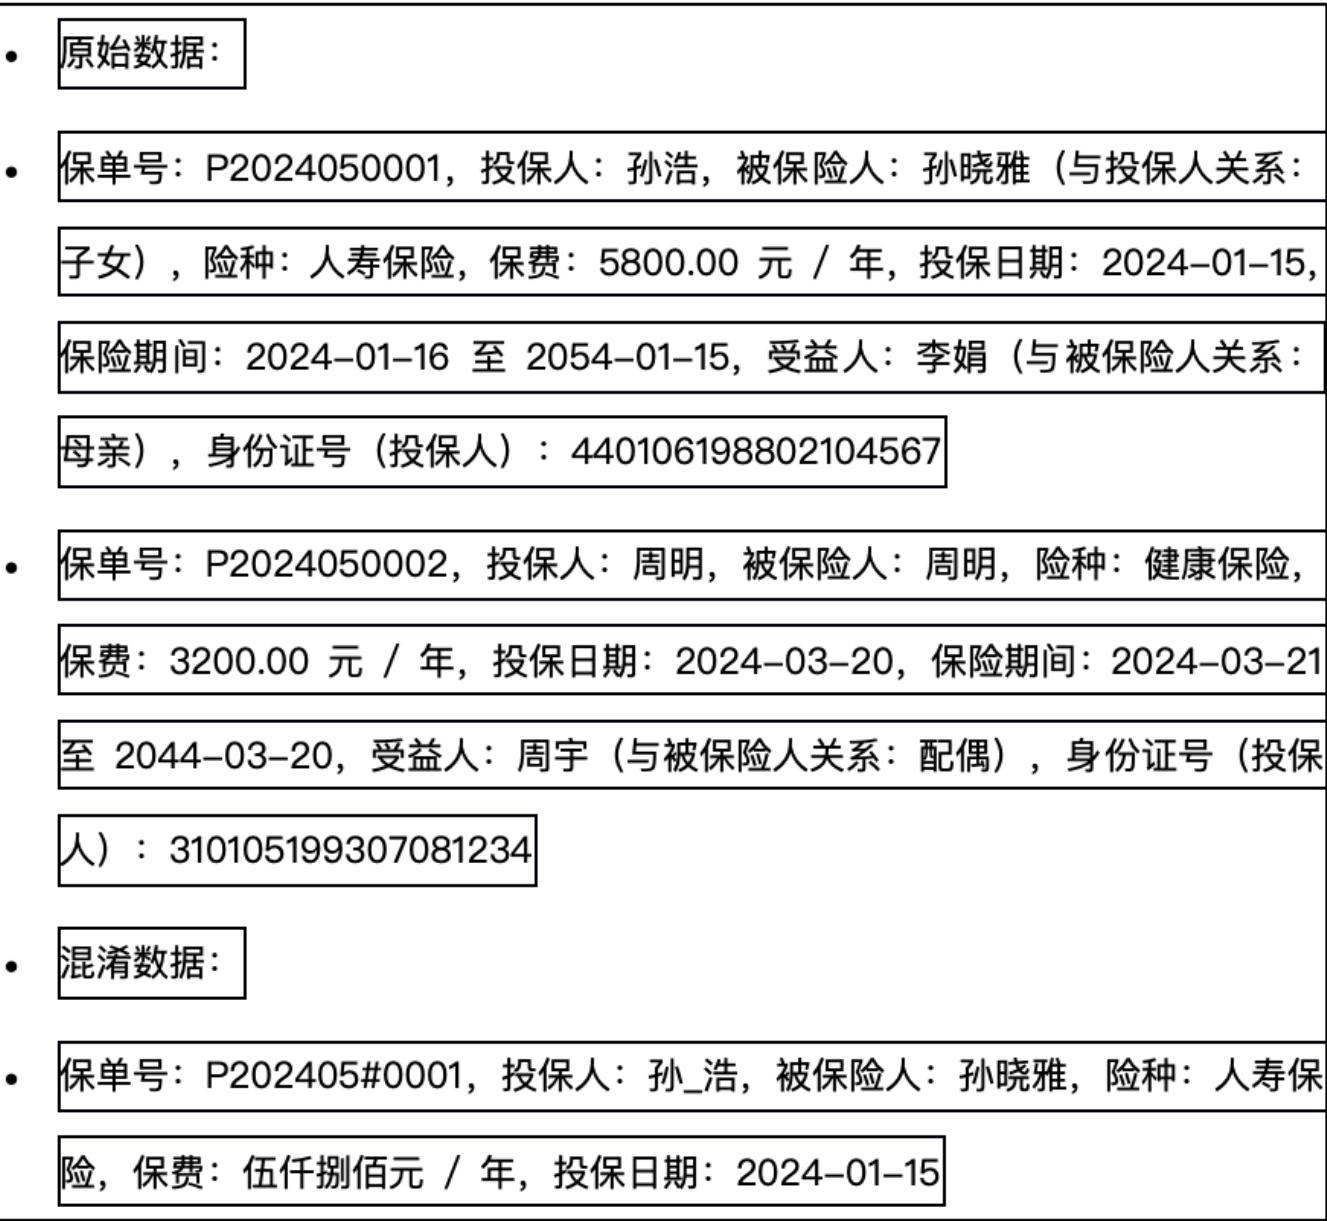 • 原始数据：
• 保单号：P2024050001，投保人：孙浩，被保险人：孙晓雅（与投保人关系：
子女），险种：人寿保险，保费：5800.00 元 / 年，投保日期：2024-01-15，
保险期间：2024-01-16 至 2054-01-15，受益人：李娟（与被保险人关系：
母亲），身份证号（投保人）：440106198802104567
• 保单号：P2024050002，投保人：周明，被保险人：周明，险种：健康保险，
保费：3200.00 元 / 年，投保日期：2024-03-20，保险期间：2024-03-21
至 2044-03-20，受益人：周宇（与被保险人关系：配偶），身份证号（投保
人）：310105199307081234
• 混淆数据：
• 保单号：P202405#0001，投保人：孙_浩，被保险人：孙晓雅，险种：人寿保
险，保费：伍仟捌佰元 / 年，投保日期：2024-01-15